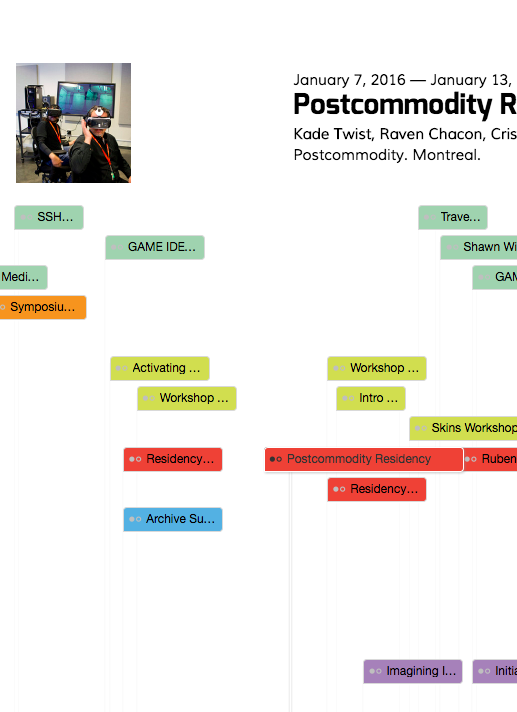 January 7, 2016 — January 13,
Postcommodity R
Kade Twist, Raven Chacon, Cris
Postcommodity. Montreal.
SSH...
Trave...
GAME IDE...
Shawn Wi
Medi...
GAM
Symposiu...
Activating ...
Workshop ...
Workshop ...
Intro ...
Skins Workshop
Residency...
Postcommodity Residency
Ruben
Residency...
Archive Su...
Imagining I...
Initia